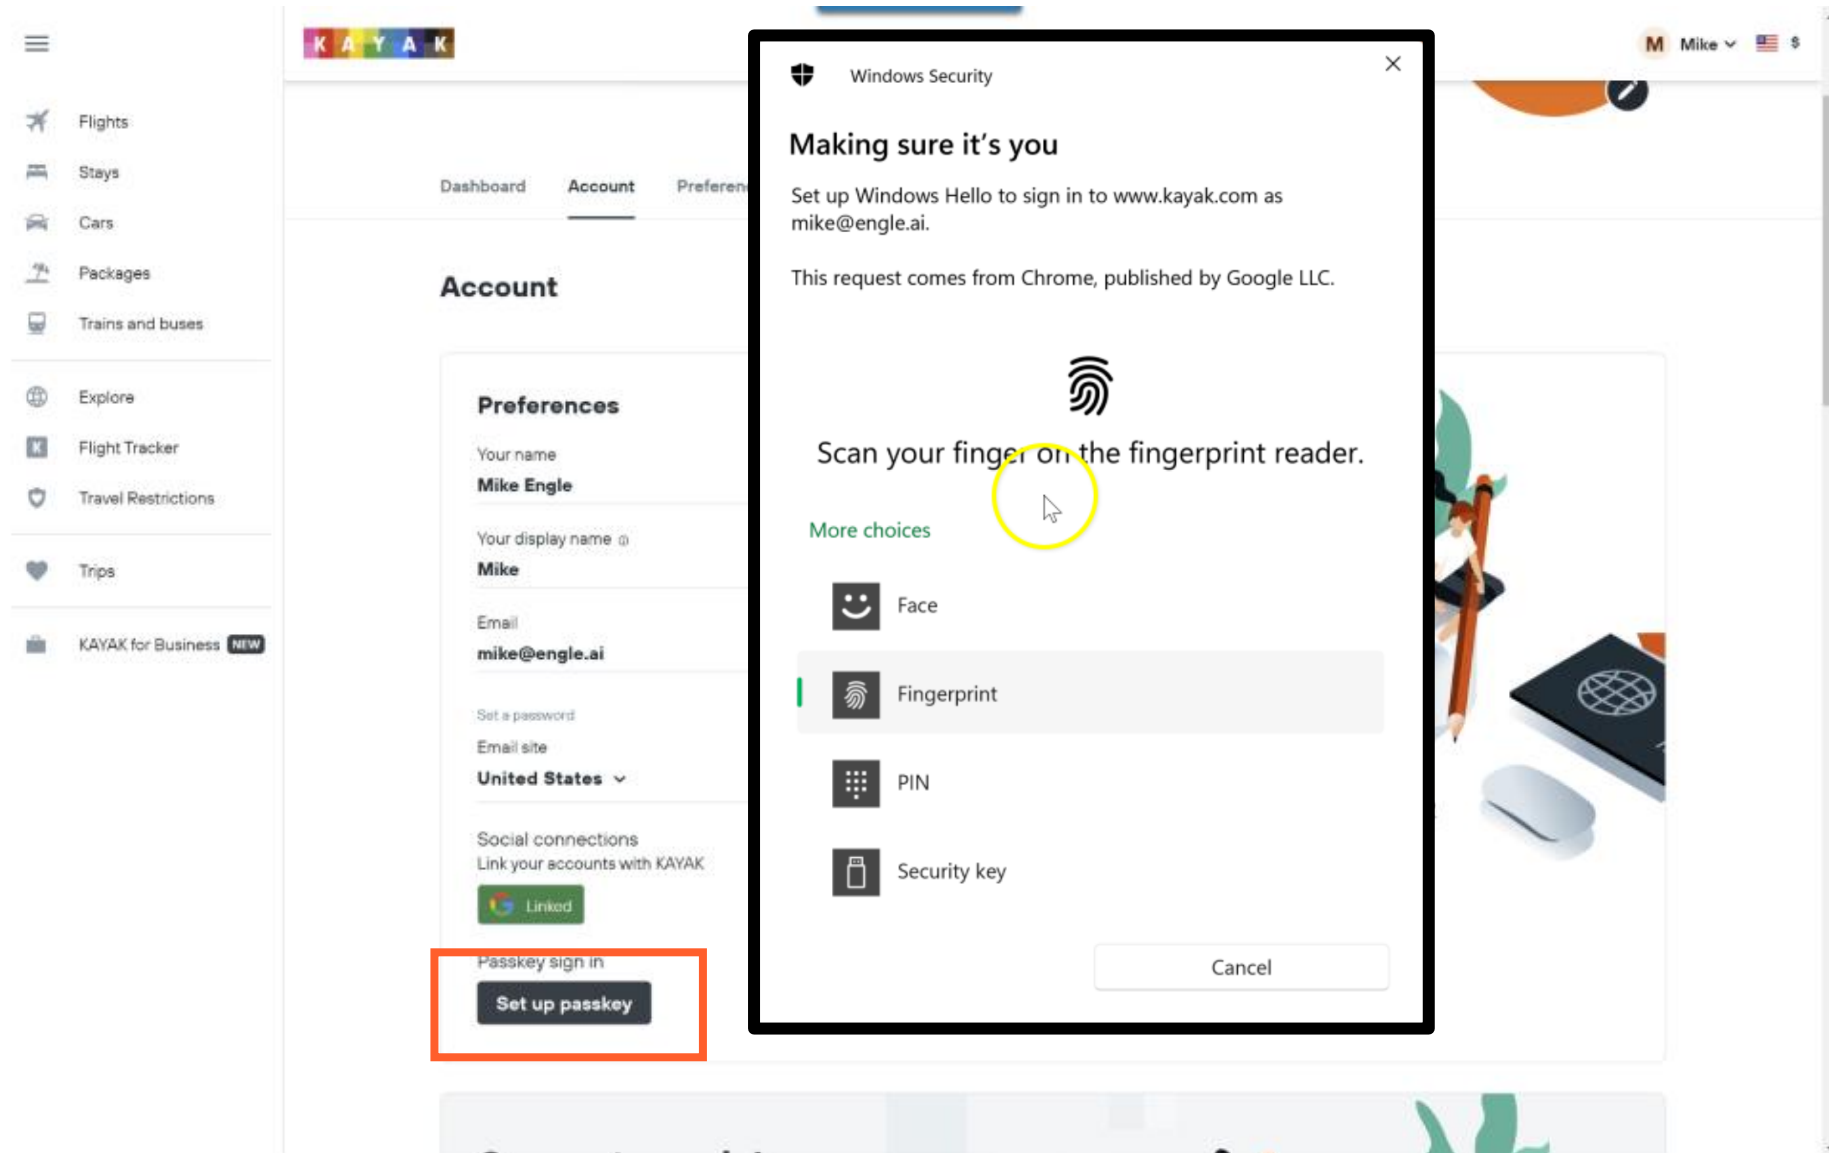 KAYAK
M Mike $
Flights
Stays
Cars
Packages
Trains and buses
Explore
Flight Tracker
Travel Restrictions
Trips
KAYAK for Business NEW
Dashboard Account Preferen
Account
Preferences
Your name
Mike Engle
Your display name
Mike
Email
mike@engle.ai
Set a password
Email site
United States
Social connections
Link your accounts with KAYAK
Linked
Passkey sign in
Set up passkey
Windows Security
Making sure it's you
Set up Windows Hello to sign in to www.kayak.com as
mike@engle.ai.
This request comes from Chrome, published by Google LLC.
Scan your finger on the fingerprint reader.
More choices
Face
Fingerprint
PIN
Security key
Cancel